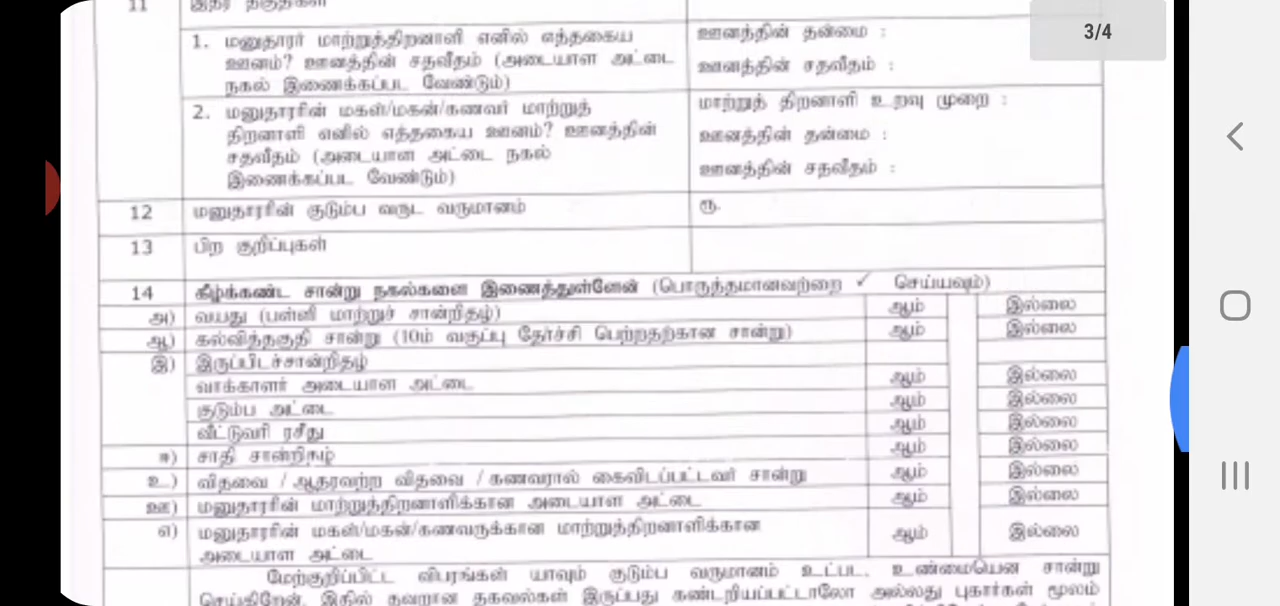 3/4
11 இதர தகுதிகள்
1. மனுதாரர் மாற்றுத்திறனாளி எனில் எத்தகைய
ஊனம்? ஊனத்தின் சதவீதம் (அடையாள அட்டை
நகல் இணைக்கப்பட வேண்டும்)
ஊனத்தின் தன்மை :
ஊனத்தின் சதவீதம் :
2. மனுதாரரின் மகள்/மகன்/கணவர் மாற்றுத்
திறனாளி எனில் எத்தகைய ஊனம்? ஊனத்தின்
சதவீதம் (அடையாள அட்டை நகல்
இணைக்கப்பட வேண்டும்)
மாற்றுத் திறனாளி உறவு முறை :
ஊனத்தின் தன்மை :
ஊனத்தின் சதவீதம் :
12 மனுதாரரின் குடும்ப வருட வருமானம் ரூ.
13 பிற குறிப்புகள்
14 கீழ்க்கண்ட சான்று நகல்களை இணைத்துள்ளேன் (பொருத்தமானவற்றை ✓ செய்யவும்)
அ) வயது (பள்ளி மாற்றுச் சான்றிதழ்) ஆம் இல்லை
ஆ) கல்வித்தகுதி சான்று (10ம் வகுப்பு தேர்ச்சி பெற்றதற்கான சான்று) ஆம் இல்லை
இ) இருப்பிடச்சான்றிதழ்
வாக்காளர் அடையாள அட்டை ஆம் இல்லை
குடும்ப அட்டை ஆம் இல்லை
வீட்டுவரி ரசீது ஆம் இல்லை
ஈ) சாதி சான்றிதழ் ஆம் இல்லை
உ) விதவை / ஆதரவற்ற விதவை / கணவரால் கைவிடப்பட்டவர் சான்று ஆம் இல்லை
ஊ) மனுதாரரின் மாற்றுத்திறனாளிக்கான அடையாள அட்டை ஆம் இல்லை
எ) மனுதாரரின் மகள்/மகன்/கணவருக்கான மாற்றுத்திறனாளிக்கான ஆம் இல்லை
அடையாள அட்டை
மேற்குறிப்பிட்ட விபரங்கள் யாவும் குடும்ப வருமானம் உட்பட, உண்மையென சான்று
செய்கிறேன். இதில் தவறான தகவல்கள் இருப்பது கண்டறியப்பட்டாலோ அல்லது புகார்கள் மூலம்